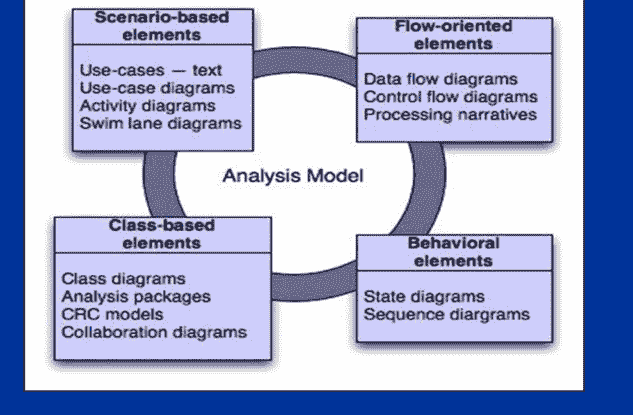 Scenario-based
elements
Use-cases — text
Use-case diagrams
Activity diagrams
Swim lane diagrams
Flow-oriented
elements
Data flow diagrams
Control flow diagrams
Processing narratives
Analysis Model
Class-based
elements
Class diagrams
Analysis packages
CRC models
Collaboration diagrams
Behavioral
elements
State diagrams
Sequence diargrams